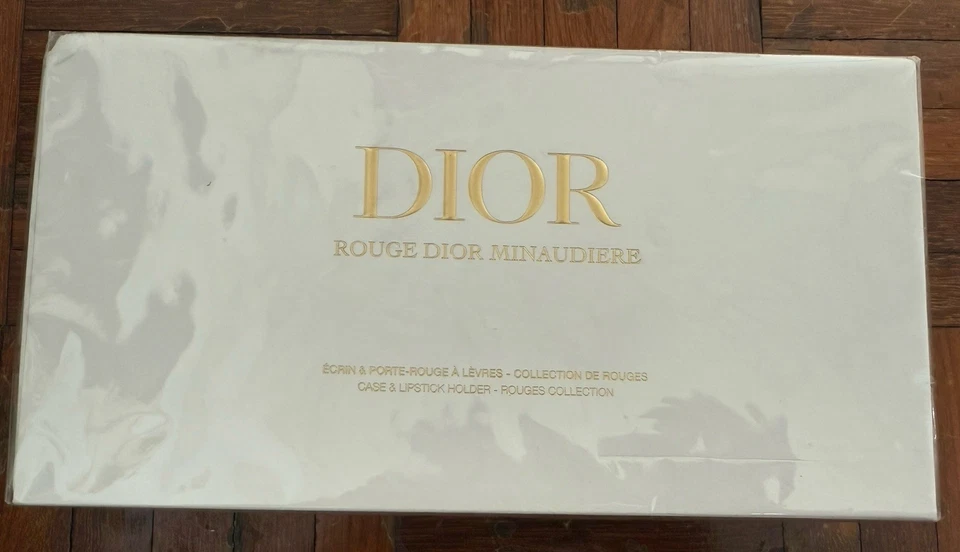 DIOR
ROUGE DIOR MINAUDIERE
ÉCRIN & PORTE-ROUGE À LÈVRES - COLLECTION DE ROUGES
CASE & LIPSTICK HOLDER - ROUGES COLLECTION